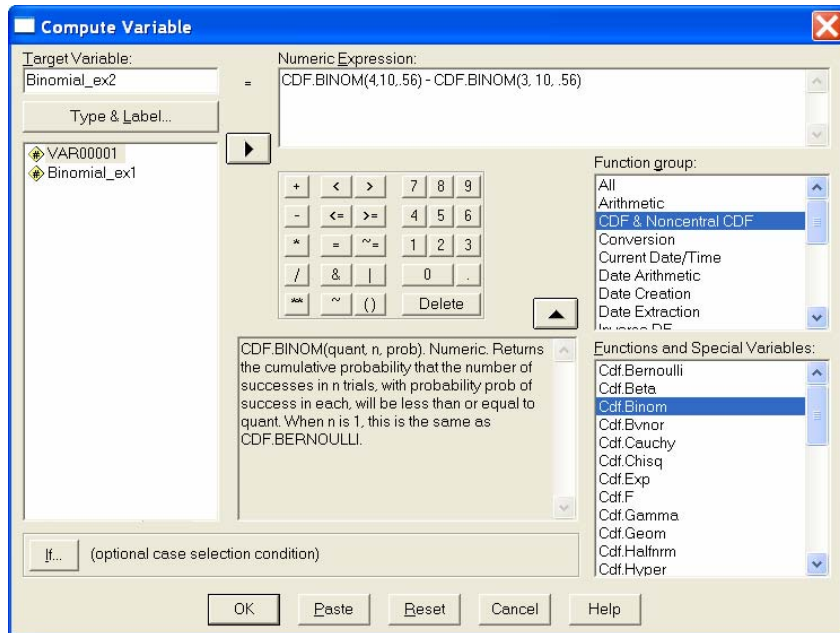 Compute Variable
Target Variable:
Binomial_ex2
=
Numeric Expression:
CDF.BINOM(4,10,.56) - CDF.BINOM(3, 10, .56)
Type & Label...
VAR00001
Binomial_ex1
+ < > 7 8 9
- <= >= 4 5 6
* = ~= 1 2 3
/ & | 0 .
** ~ () Delete
Function group:
All
Arithmetic
CDF & Noncentral CDF
Conversion
Current Date/Time
Date Arithmetic
Date Creation
Date Extraction
CDF.BINOM(quant, n, prob). Numeric. Returns
the cumulative probability that the number of
successes in n trials, with probability prob of
success in each, will be less than or equal to
quant. When n is 1, this is the same as
CDF.BERNOULLI.
Functions and Special Variables:
Cdf.Bernoulli
Cdf.Beta
Cdf.Binom
Cdf.Bvnor
Cdf.Cauchy
Cdf.Chisq
Cdf.Exp
Cdf.F
Cdf.Gamma
Cdf.Geom
Cdf.Halfnrm
Cdf.Hyper
If... (optional case selection condition)
OK Paste Reset Cancel Help